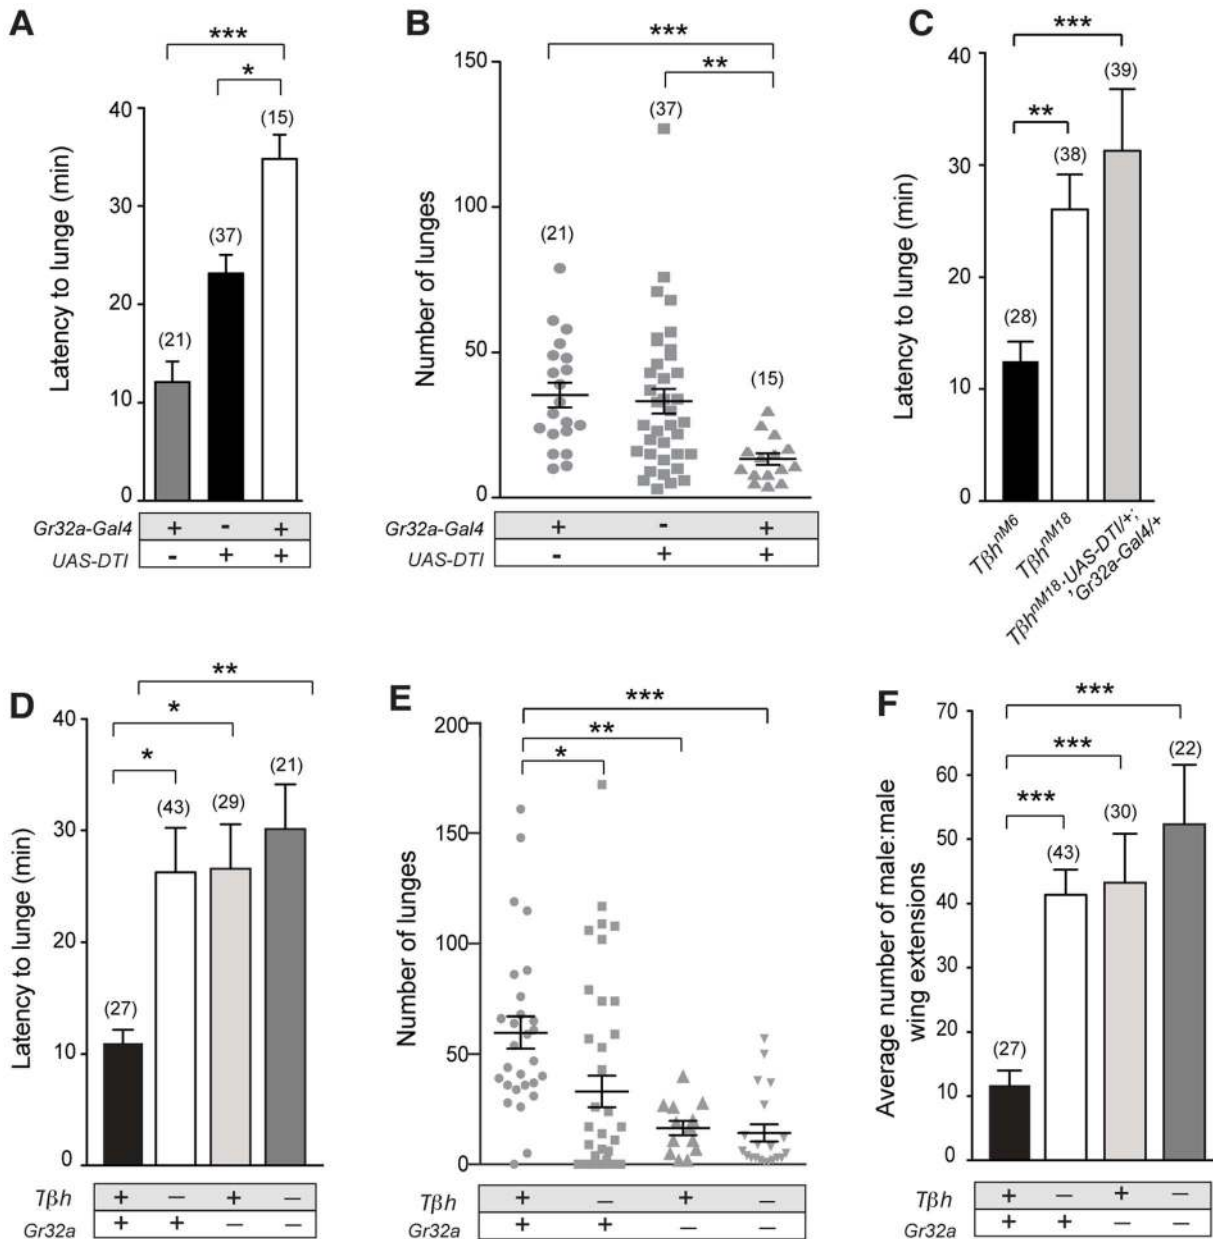 A
***
*
(15)
(37)
(21)
Latency to lunge (min)
40
30
20
10
0
Gr32a-Gal4 + - +
UAS-DTI - + +
B
***
**
(37)
(21)
(15)
Number of lunges
150
100
50
0
Gr32a-Gal4 + - +
UAS-DTI - + +
C
***
(39)
**
(38)
(28)
Latency to lunge (min)
40
30
20
10
0
Tβh^nM6
Tβh^nM18
Tβh^nM18;UAS-DTI/+;
;Gr32a-Gal4/+
D
**
*
*
(21)
(43)
(29)
(27)
Latency to lunge (min)
40
30
20
10
0
Tβh + — + —
Gr32a + + — —
E
***
**
*
Number of lunges
200
150
100
50
0
Tβh + — + —
Gr32a + + — —
F
***
***
***
(22)
(30)
(43)
(27)
Average number of male:male
wing extensions
70
60
50
40
30
20
10
0
Tβh + — + —
Gr32a + + — —